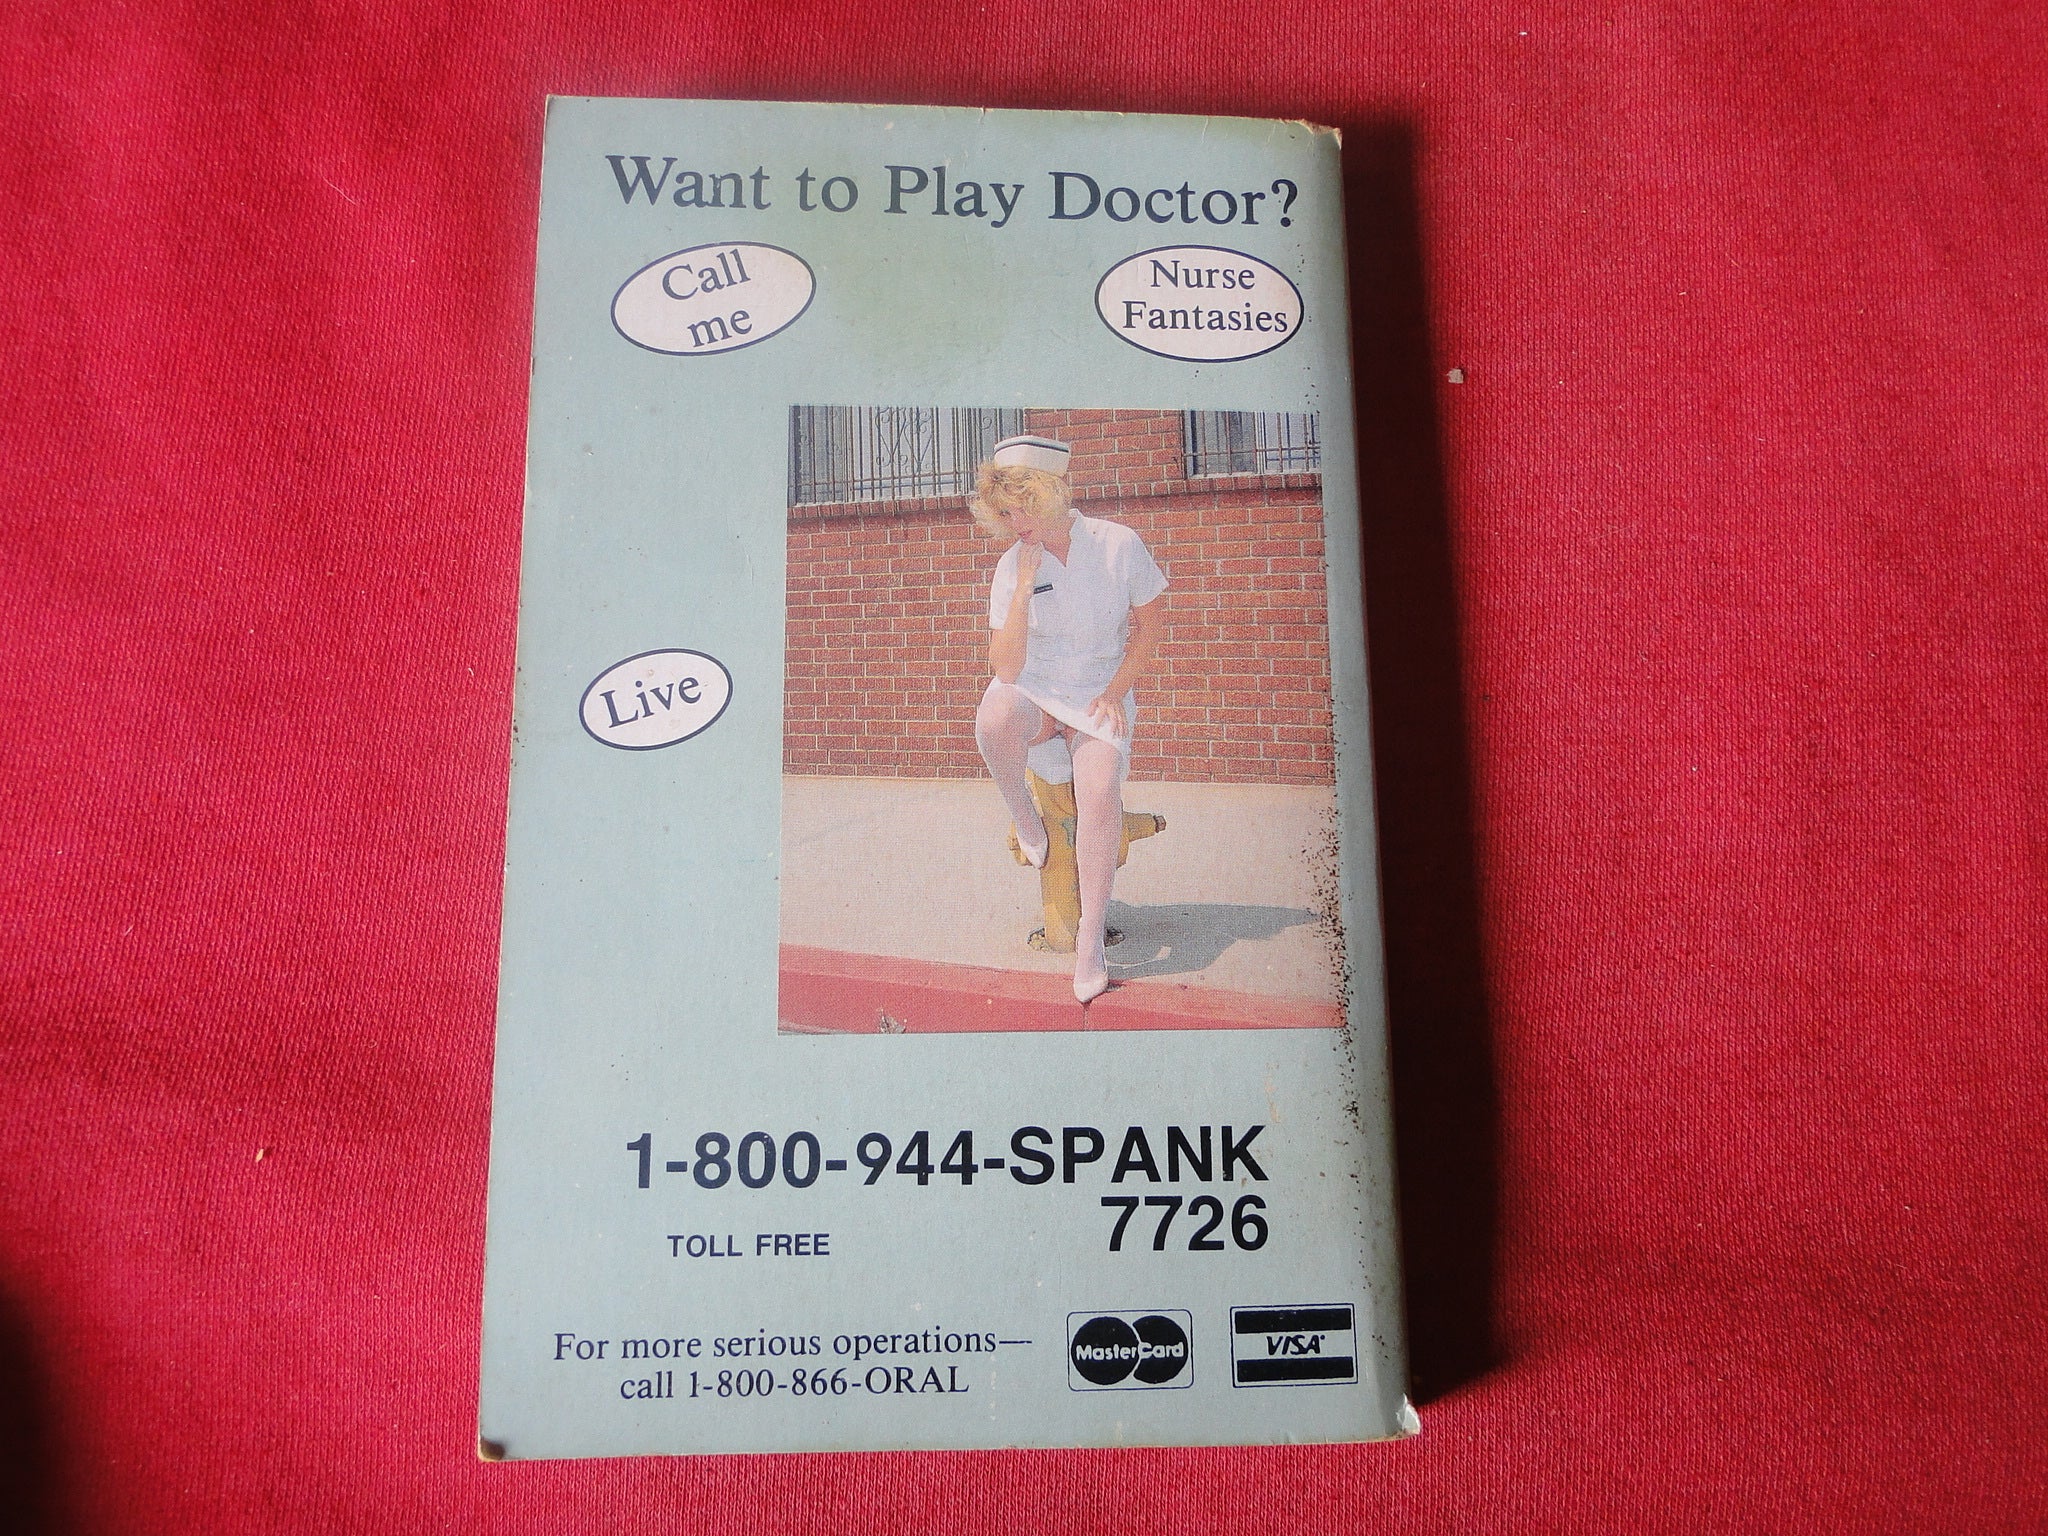 Want to Play Doctor?
Call
me
Nurse
Fantasies
Live
1-800-944-SPANK
7726
TOLL FREE
For more serious operations—
call 1-800-866-ORAL
MasterCard
VISA